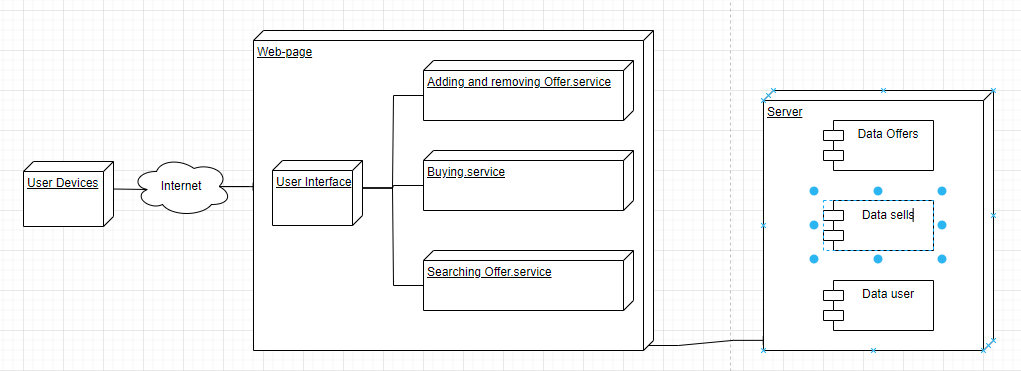 Web-page
Adding and removing Offer.service
Server
Data Offers
User Devices
Internet
User Interface
Buying.service
Data sells
Searching Offer.service
Data user